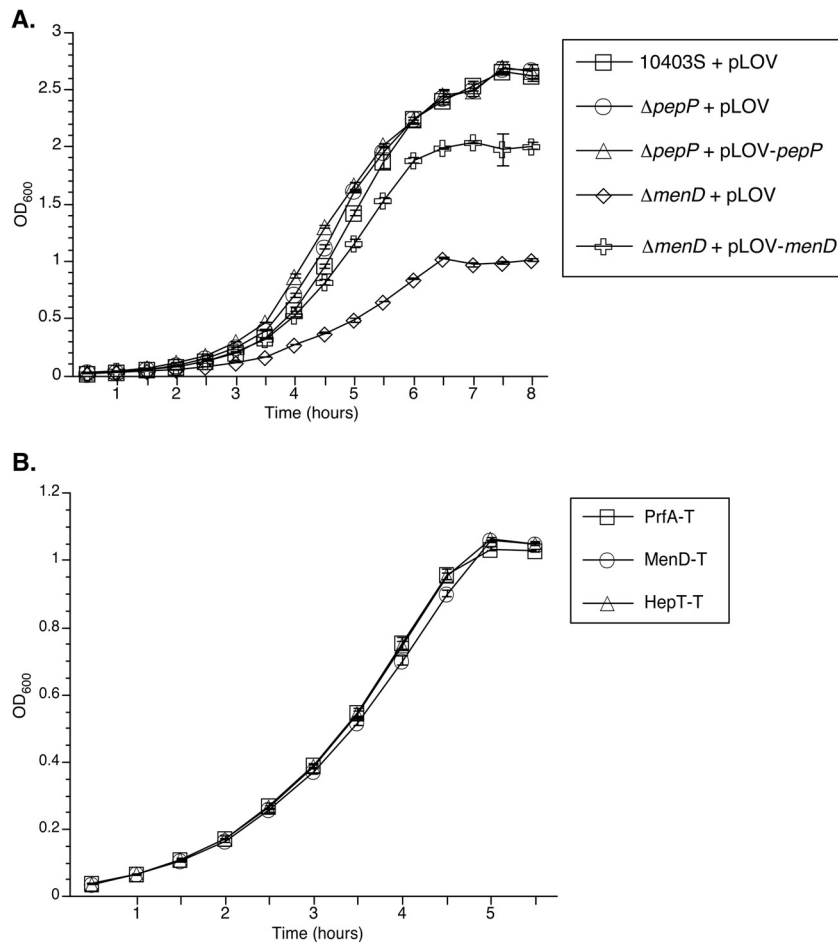 A.
3
2.5
2
1.5
1
0.5
0
OD600
1 2 3 4 5 6 7 8
Time (hours)
10403S + pLOV
ΔpepP + pLOV
ΔpepP + pLOV-pepP
ΔmenD + pLOV
ΔmenD + pLOV-menD
B.
1.2
1
0.8
0.6
0.4
0.2
0
OD600
1 2 3 4 5
Time (hours)
PrfA-T
MenD-T
HepT-T